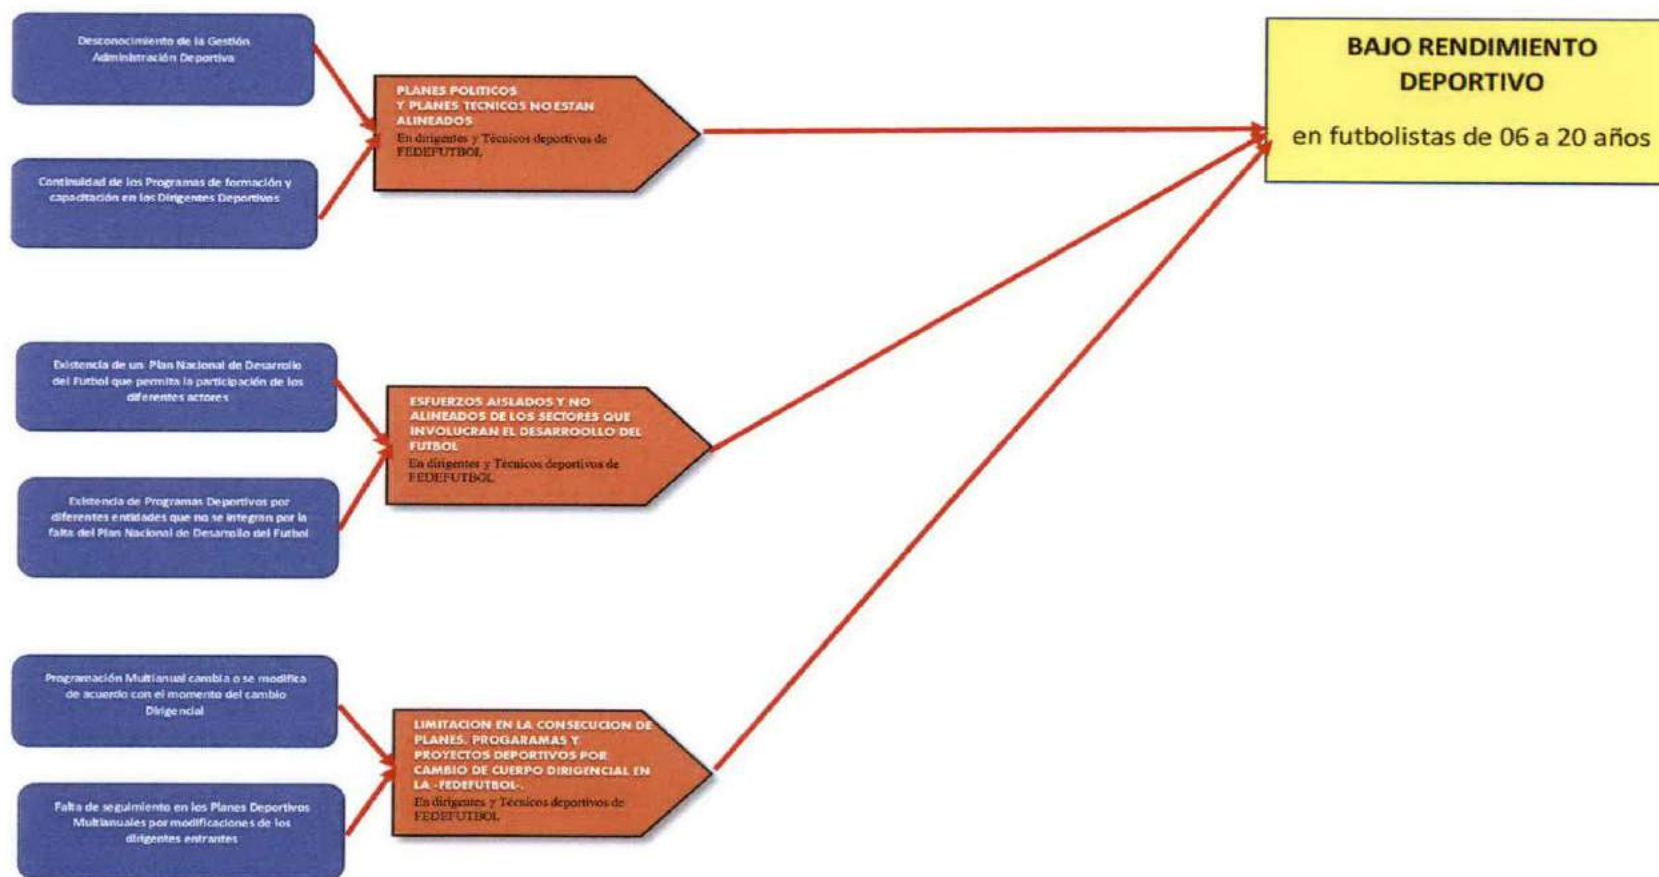 Desconocimiento de la Gestión
Administración Deportiva
Continuidad de los Programas de formación y
capacitación en los Dirigentes Deportivos
PLANES POLITICOS
Y PLANES TECNICOS NO ESTAN
ALINEADOS
En dirigentes y Técnicos deportivos de
FEDEFUTBOL
BAJO RENDIMIENTO
DEPORTIVO
en futbolistas de 06 a 20 años
Existencia de un Plan Nacional de Desarrollo
del Futbol que permita la participación de los
diferentes actores
Existencia de Programas Deportivos por
diferentes entidades que no se integran por la
falta del Plan Nacional de Desarrollo del Futbol
ESFUERZOS AISLADOS Y NO
ALINEADOS DE LOS SECTORES QUE
INVOLUCRAN EL DESARROOLLO DEL
FUTBOL
En dirigentes y Técnicos deportivos de
FEDEFUTBOL
Programación Multianual cambia o se modifica
de acuerdo con el momento del cambio
Dirigencial
Falta de seguimiento en los Planes Deportivos
Multianuales por modificaciones de los
dirigentes entrantes
LIMITACION EN LA CONSECUCION DE
PLANES, PROGARAMAS Y
PROYECTOS DEPORTIVOS POR
CAMBIO DE CUERPO DIRIGENCIAL EN
LA -FEDEFUTBOL-.
En dirigentes y Técnicos deportivos de
FEDEFUTBOL